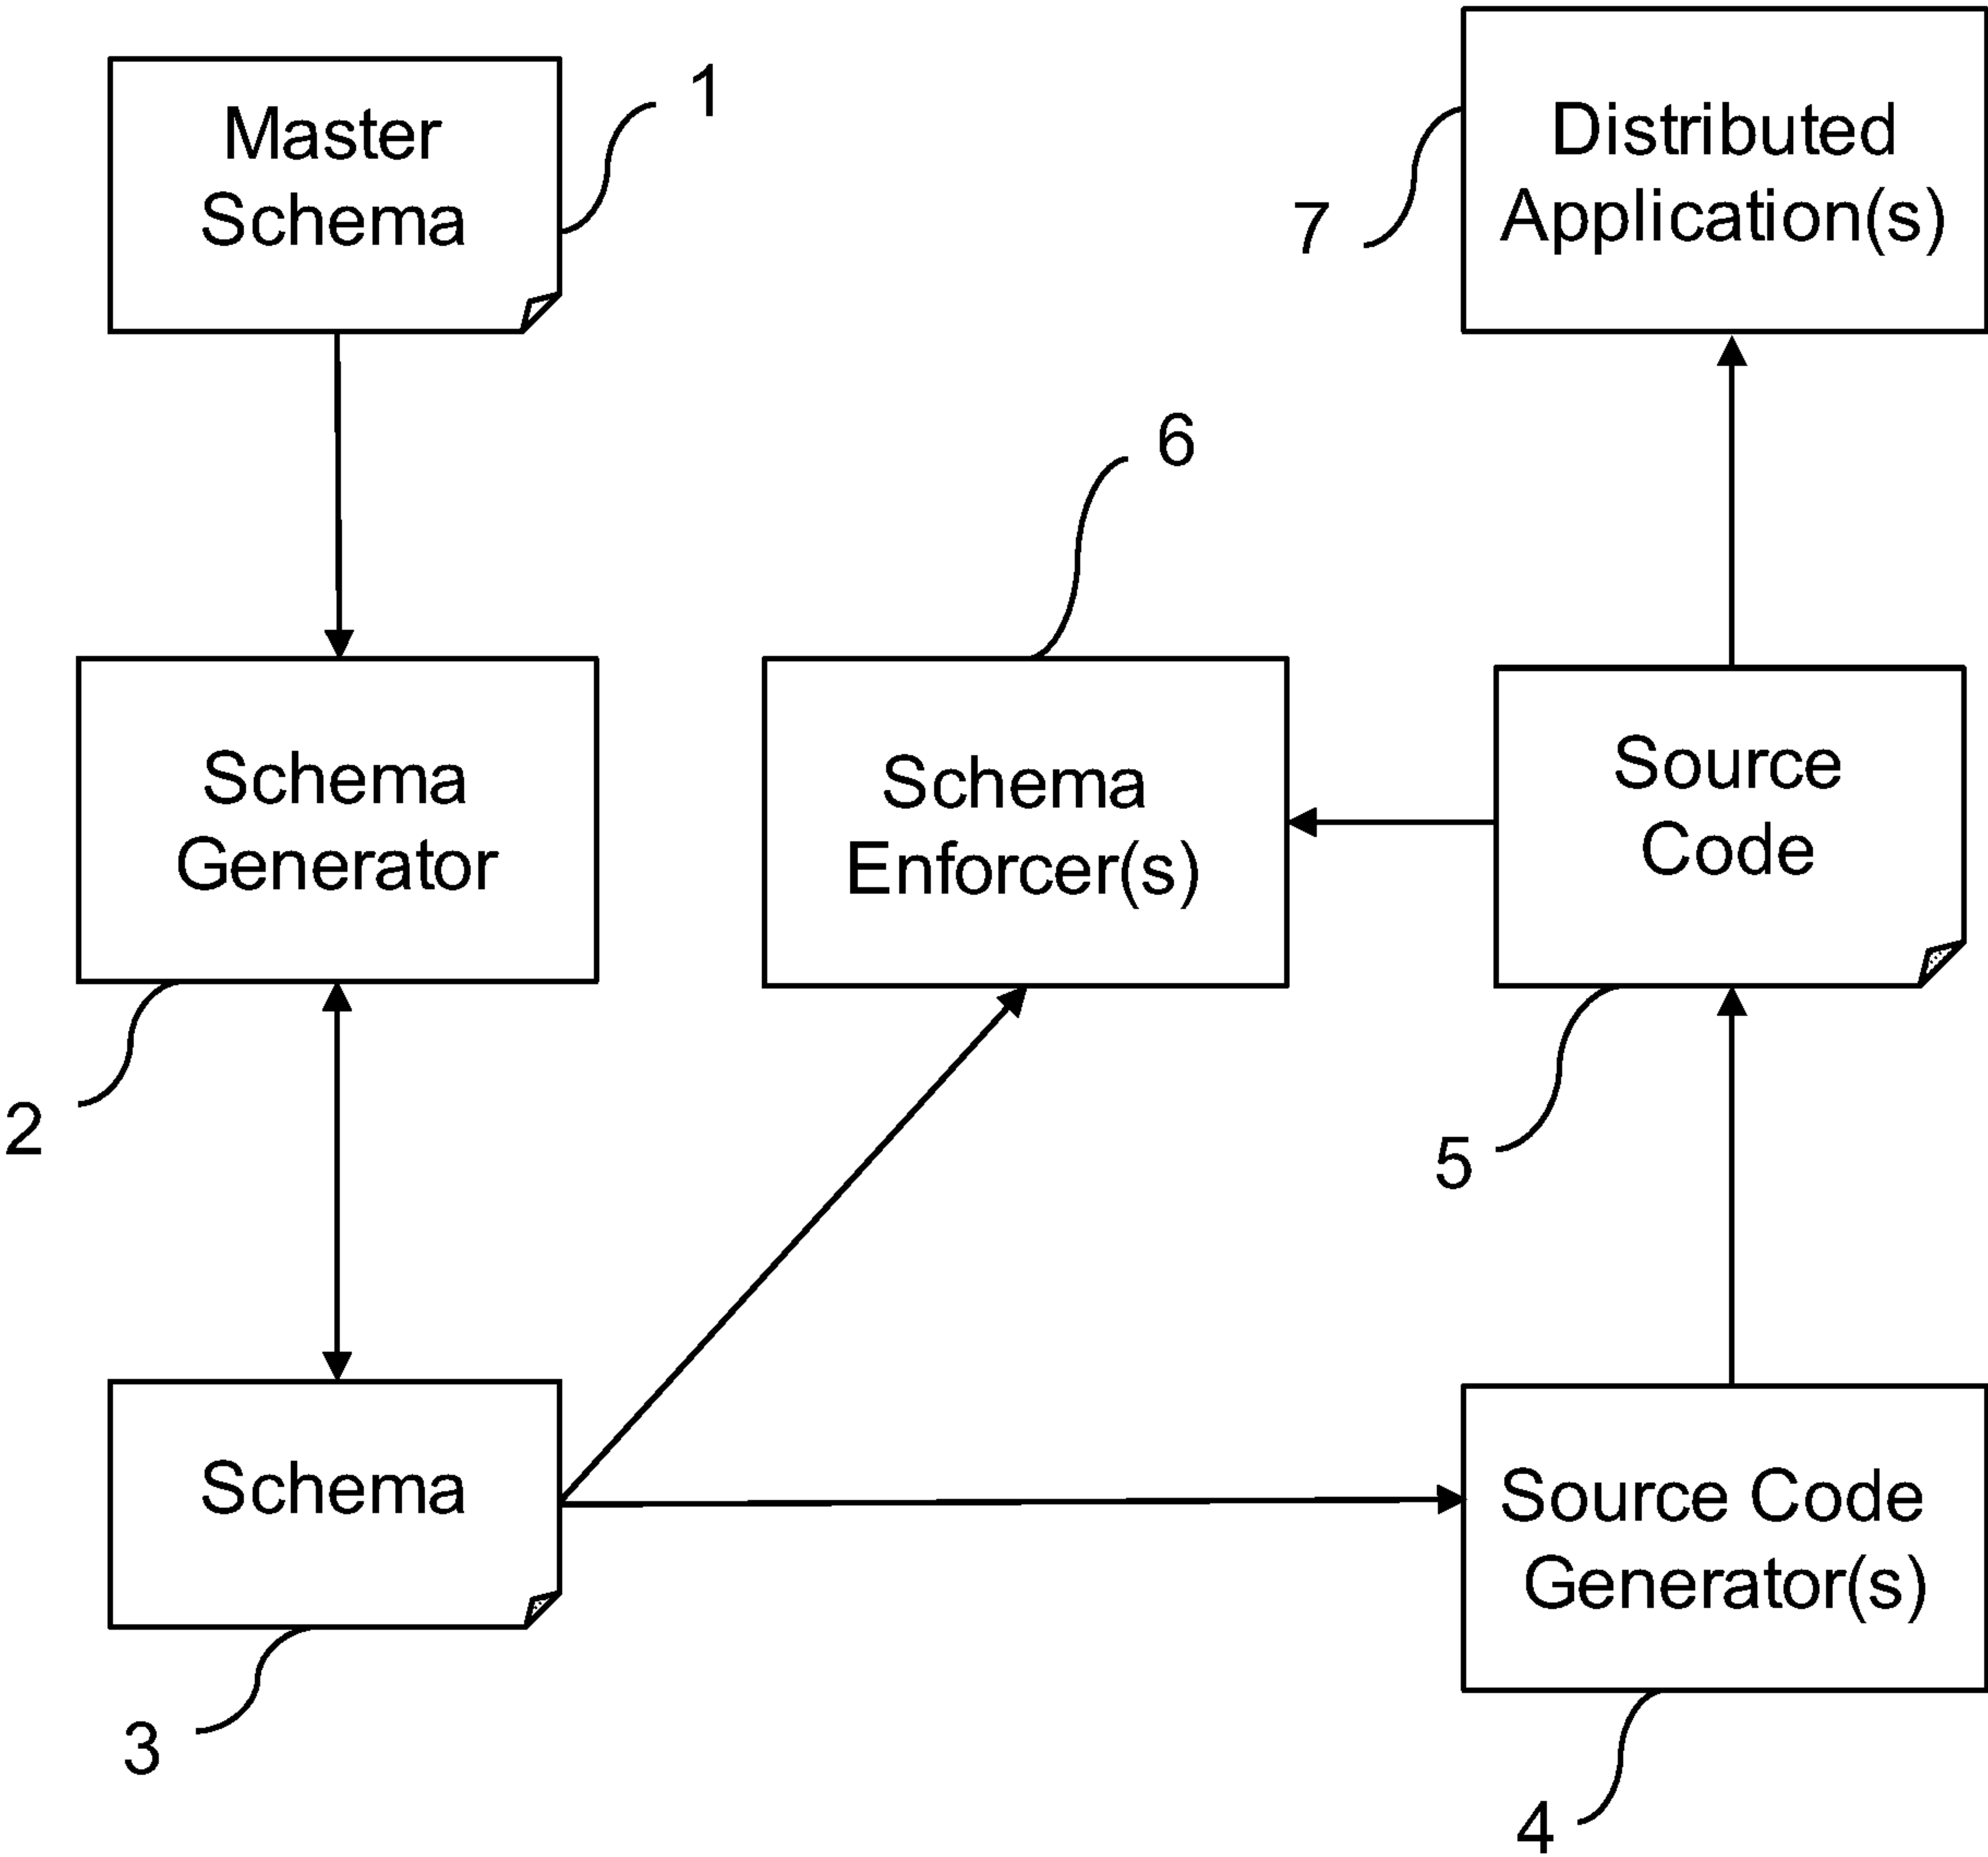 Master
Schema
1
Distributed
Application(s)
7
6
Schema
Generator
2
Schema
Enforcer(s)
Source
Code
5
Schema
3
Source Code
Generator(s)
4